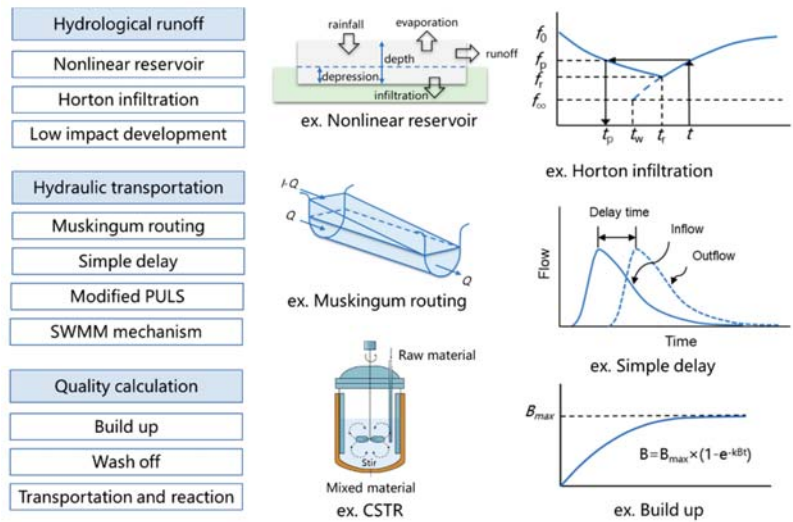 Hydrological runoff
Nonlinear reservoir
Horton infiltration
Low impact development
rainfall
evaporation
depth
runoff
depression
infiltration
ex. Nonlinear reservoir
f0
fp
fr
f∞
tp tw tr t
ex. Horton infiltration
Hydraulic transportation
Muskingum routing
Simple delay
Modified PULS
SWMM mechanism
I-Q
Q
Q
ex. Muskingum routing
Delay time
Inflow
Outflow
Flow
Time
ex. Simple delay
Quality calculation
Build up
Wash off
Transportation and reaction
Raw material
Stir
Mixed material
ex. CSTR
Bmax
B=Bmax×(1-e-kBt)
ex. Build up